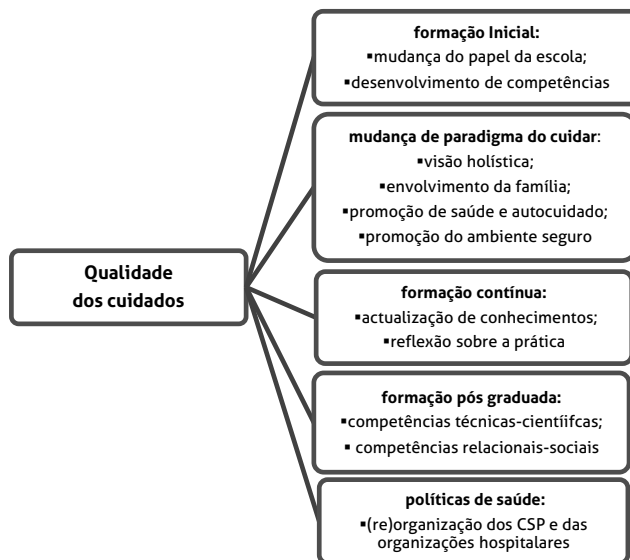 formação Inicial:
▪mudança do papel da escola;
▪desenvolvimento de competências
mudança de paradigma do cuidar:
▪visão holística;
▪envolvimento da família;
▪promoção de saúde e autocuidado;
▪promoção do ambiente seguro
Qualidade
dos cuidados
formação contínua:
▪actualização de conhecimentos;
▪reflexão sobre a prática
formação pós graduada:
▪competências técnicas-cientíifcas;
▪ competências relacionais-sociais
políticas de saúde:
▪(re)organização dos CSP e das
organizações hospitalares